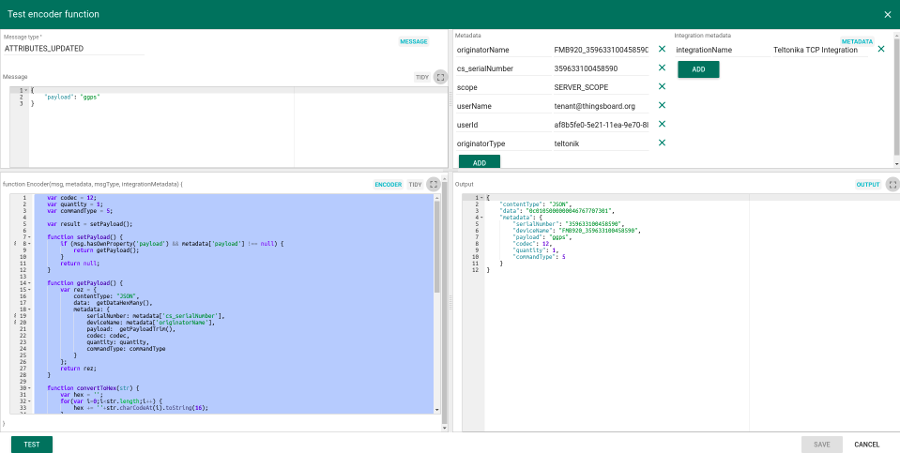 Test encoder function
Message type *
ATTRIBUTES_UPDATED
MESSAGE
Message
TIDY
1 {
2 "payload": "ggps"
3 }
Metadata
Integration metadata
METADATA
originatorName FMB920_359633100458590
integrationName Teltonika TCP Integration
cs_serialNumber 359633100458590
ADD
scope SERVER_SCOPE
userName tenant@thingsboard.org
userId af8b5fe0-5e21-11ea-9e70-8
originatorType teltonik
ADD
function Encoder(msg, metadata, msgType, integrationMetadata) {
ENCODER
TIDY
1 var codec = 12;
2 var quantity = 1;
3 var commandType = 5;
4
5 var result = setPayload();
6
7 function setPayload() {
8 if (msg.hasOwnProperty('payload') && metadata['payload'] !== null) {
9 return getPayload();
10 }
11 return null;
12 }
13
14 function getPayload() {
15 var rez = {
16 contentType: "JSON",
17 data: getDataHexMany(),
18 metadata: {
19 serialNumber: metadata['cs_serialNumber'],
20 deviceName: metadata['originatorName'],
21 payload: getPayloadTrim(),
22 codec: codec,
23 quantity: quantity,
24 commandType: commandType
25 }
26 };
27 return rez;
28 }
29
30 function convertToHex(str) {
31 var hex = '';
32 for(var i=0;i<str.length;i++) {
33 hex += ''+str.charCodeAt(i).toString(16);
}
Output
OUTPUT
1 {
2 "contentType": "JSON",
3 "data": "0c010500000046767707301",
4 "metadata": {
5 "serialNumber": "359633100458590",
6 "deviceName": "FMB920_359633100458590",
7 "payload": "ggps",
8 "codec": 12,
9 "quantity": 1,
10 "commandType": 5
11 }
12 }
TEST
SAVE
CANCEL